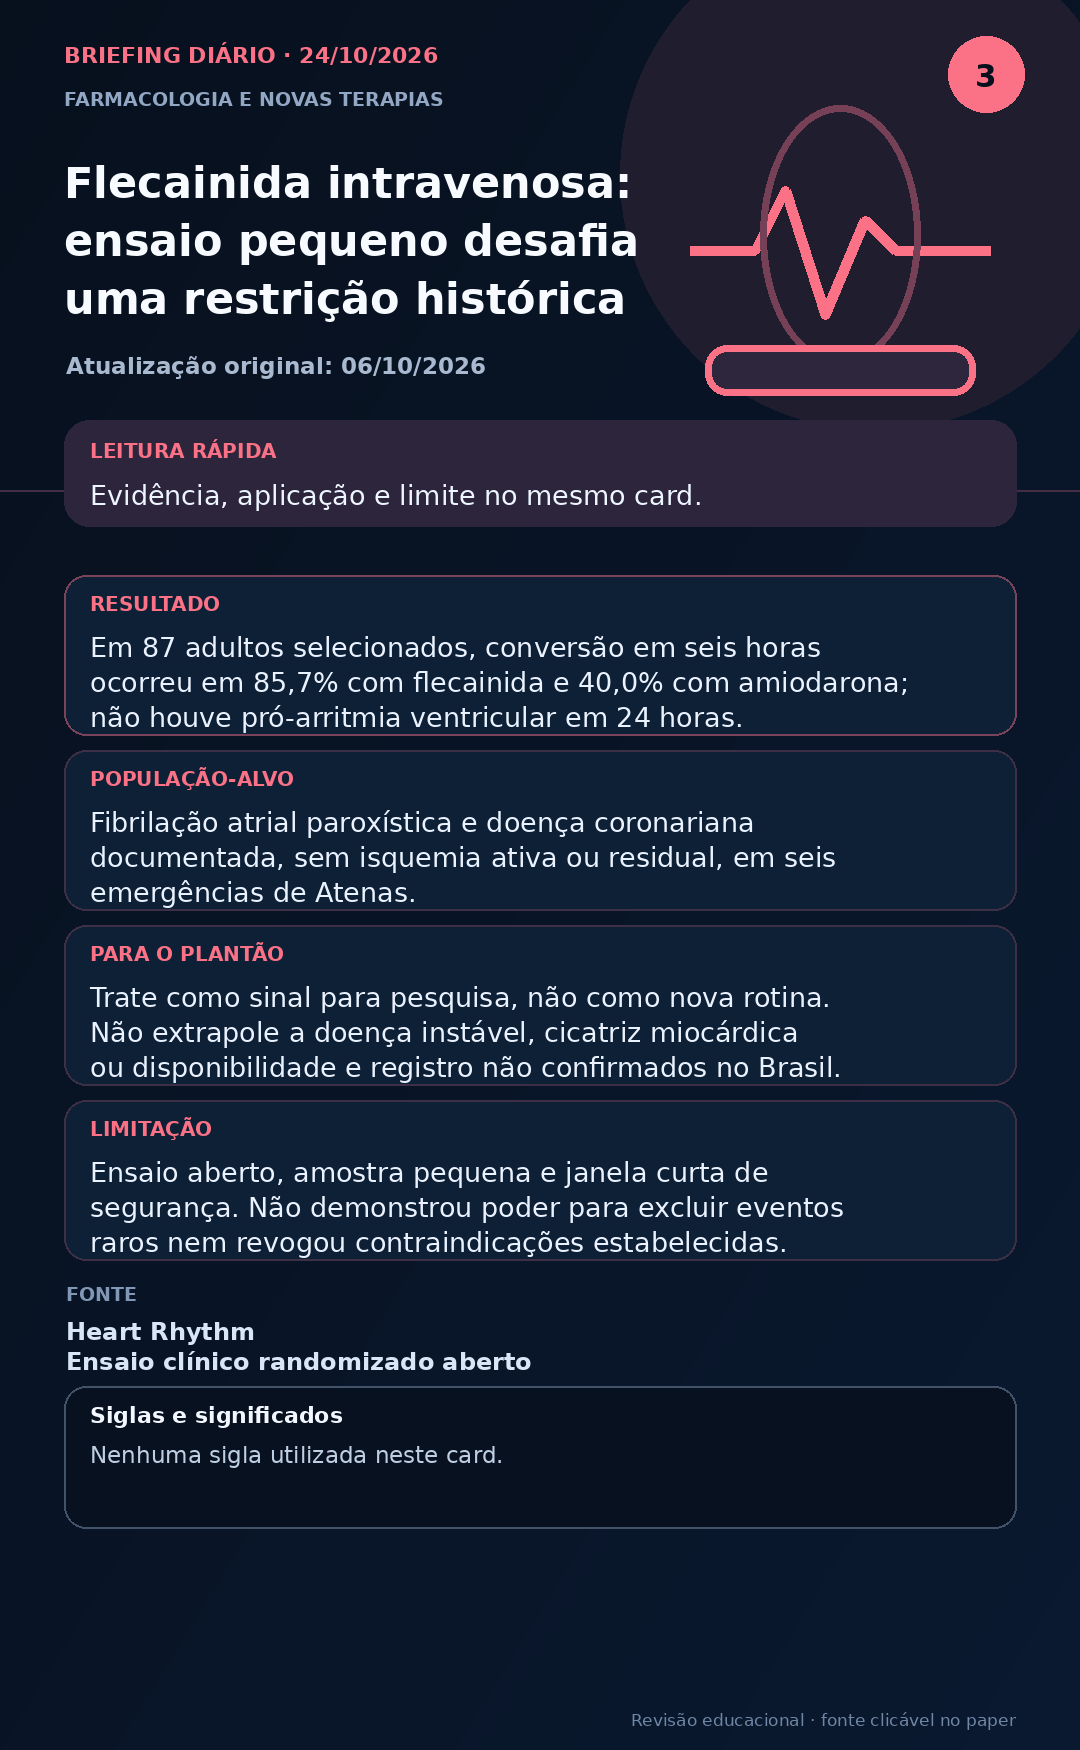 BRIEFING DIÁRIO · 24/10/2026
3
FARMACOLOGIA E NOVAS TERAPIAS
Flecainida intravenosa:
ensaio pequeno desafia
uma restrição histórica
Atualização original: 06/10/2026
LEITURA RÁPIDA
Evidência, aplicação e limite no mesmo card.
RESULTADO
Em 87 adultos selecionados, conversão em seis horas
ocorreu em 85,7% com flecainida e 40,0% com amiodarona;
não houve pró-arritmia ventricular em 24 horas.
POPULAÇÃO-ALVO
Fibrilação atrial paroxística e doença coronariana
documentada, sem isquemia ativa ou residual, em seis
emergências de Atenas.
PARA O PLANTÃO
Trate como sinal para pesquisa, não como nova rotina.
Não extrapole a doença instável, cicatriz miocárdica
ou disponibilidade e registro não confirmados no Brasil.
LIMITAÇÃO
Ensaio aberto, amostra pequena e janela curta de
segurança. Não demonstrou poder para excluir eventos
raros nem revogou contraindicações estabelecidas.
FONTE
Heart Rhythm
Ensaio clínico randomizado aberto
Siglas e significados
Nenhuma sigla utilizada neste card.
Revisão educacional · fonte clicável no paper